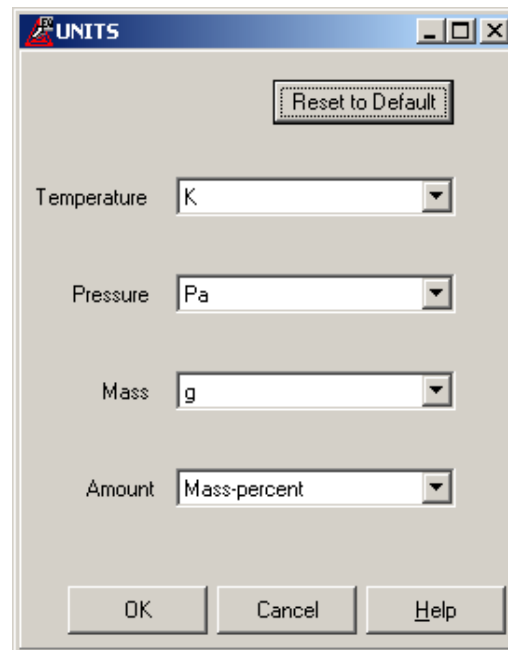 UNITS
Reset to Default
Temperature K
Pressure Pa
Mass g
Amount Mass-percent
OK Cancel Help